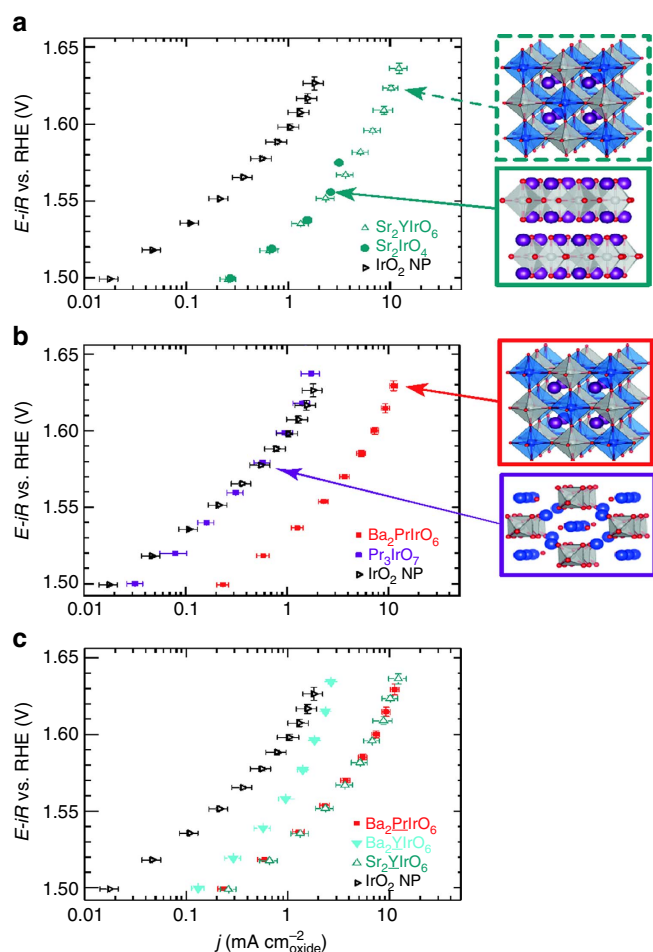 a
1.65
1.60
1.55
1.50
E-iR vs. RHE (V)
Sr2YIrO6
Sr2IrO4
IrO2 NP
0.01
0.1
1
10
b
1.65
1.60
1.55
1.50
E-iR vs. RHE (V)
Ba2PrIrO6
Pr3IrO7
IrO2 NP
0.01
0.1
1
10
c
1.65
1.60
1.55
1.50
E-iR vs. RHE (V)
Ba2PrIrO6
Ba2YIrO6
Sr2YIrO6
IrO2 NP
0.01
0.1
1
10
j (mA cm−2oxide)